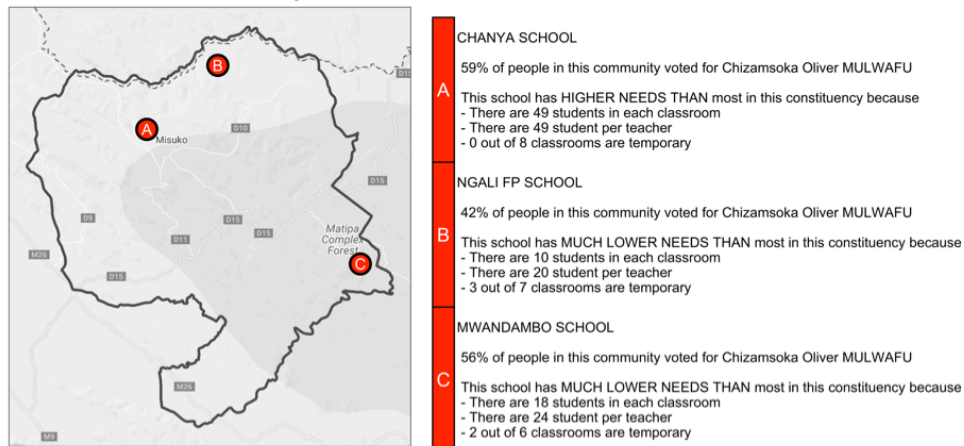 B
D15
A
Misuko
D10
D15
D9
D15
D15
D11
Matipa
Complex
Forest
M26
D15
C
M26
M9
A
CHANYA SCHOOL
59% of people in this community voted for Chizamsoka Oliver MULWAFU
This school has HIGHER NEEDS THAN most in this constituency because
- There are 49 students in each classroom
- There are 49 student per teacher
- 0 out of 8 classrooms are temporary
B
NGALI FP SCHOOL
42% of people in this community voted for Chizamsoka Oliver MULWAFU
This school has MUCH LOWER NEEDS THAN most in this constituency because
- There are 10 students in each classroom
- There are 20 student per teacher
- 3 out of 7 classrooms are temporary
C
MWANDAMBO SCHOOL
56% of people in this community voted for Chizamsoka Oliver MULWAFU
This school has MUCH LOWER NEEDS THAN most in this constituency because
- There are 18 students in each classroom
- There are 24 student per teacher
- 2 out of 6 classrooms are temporary